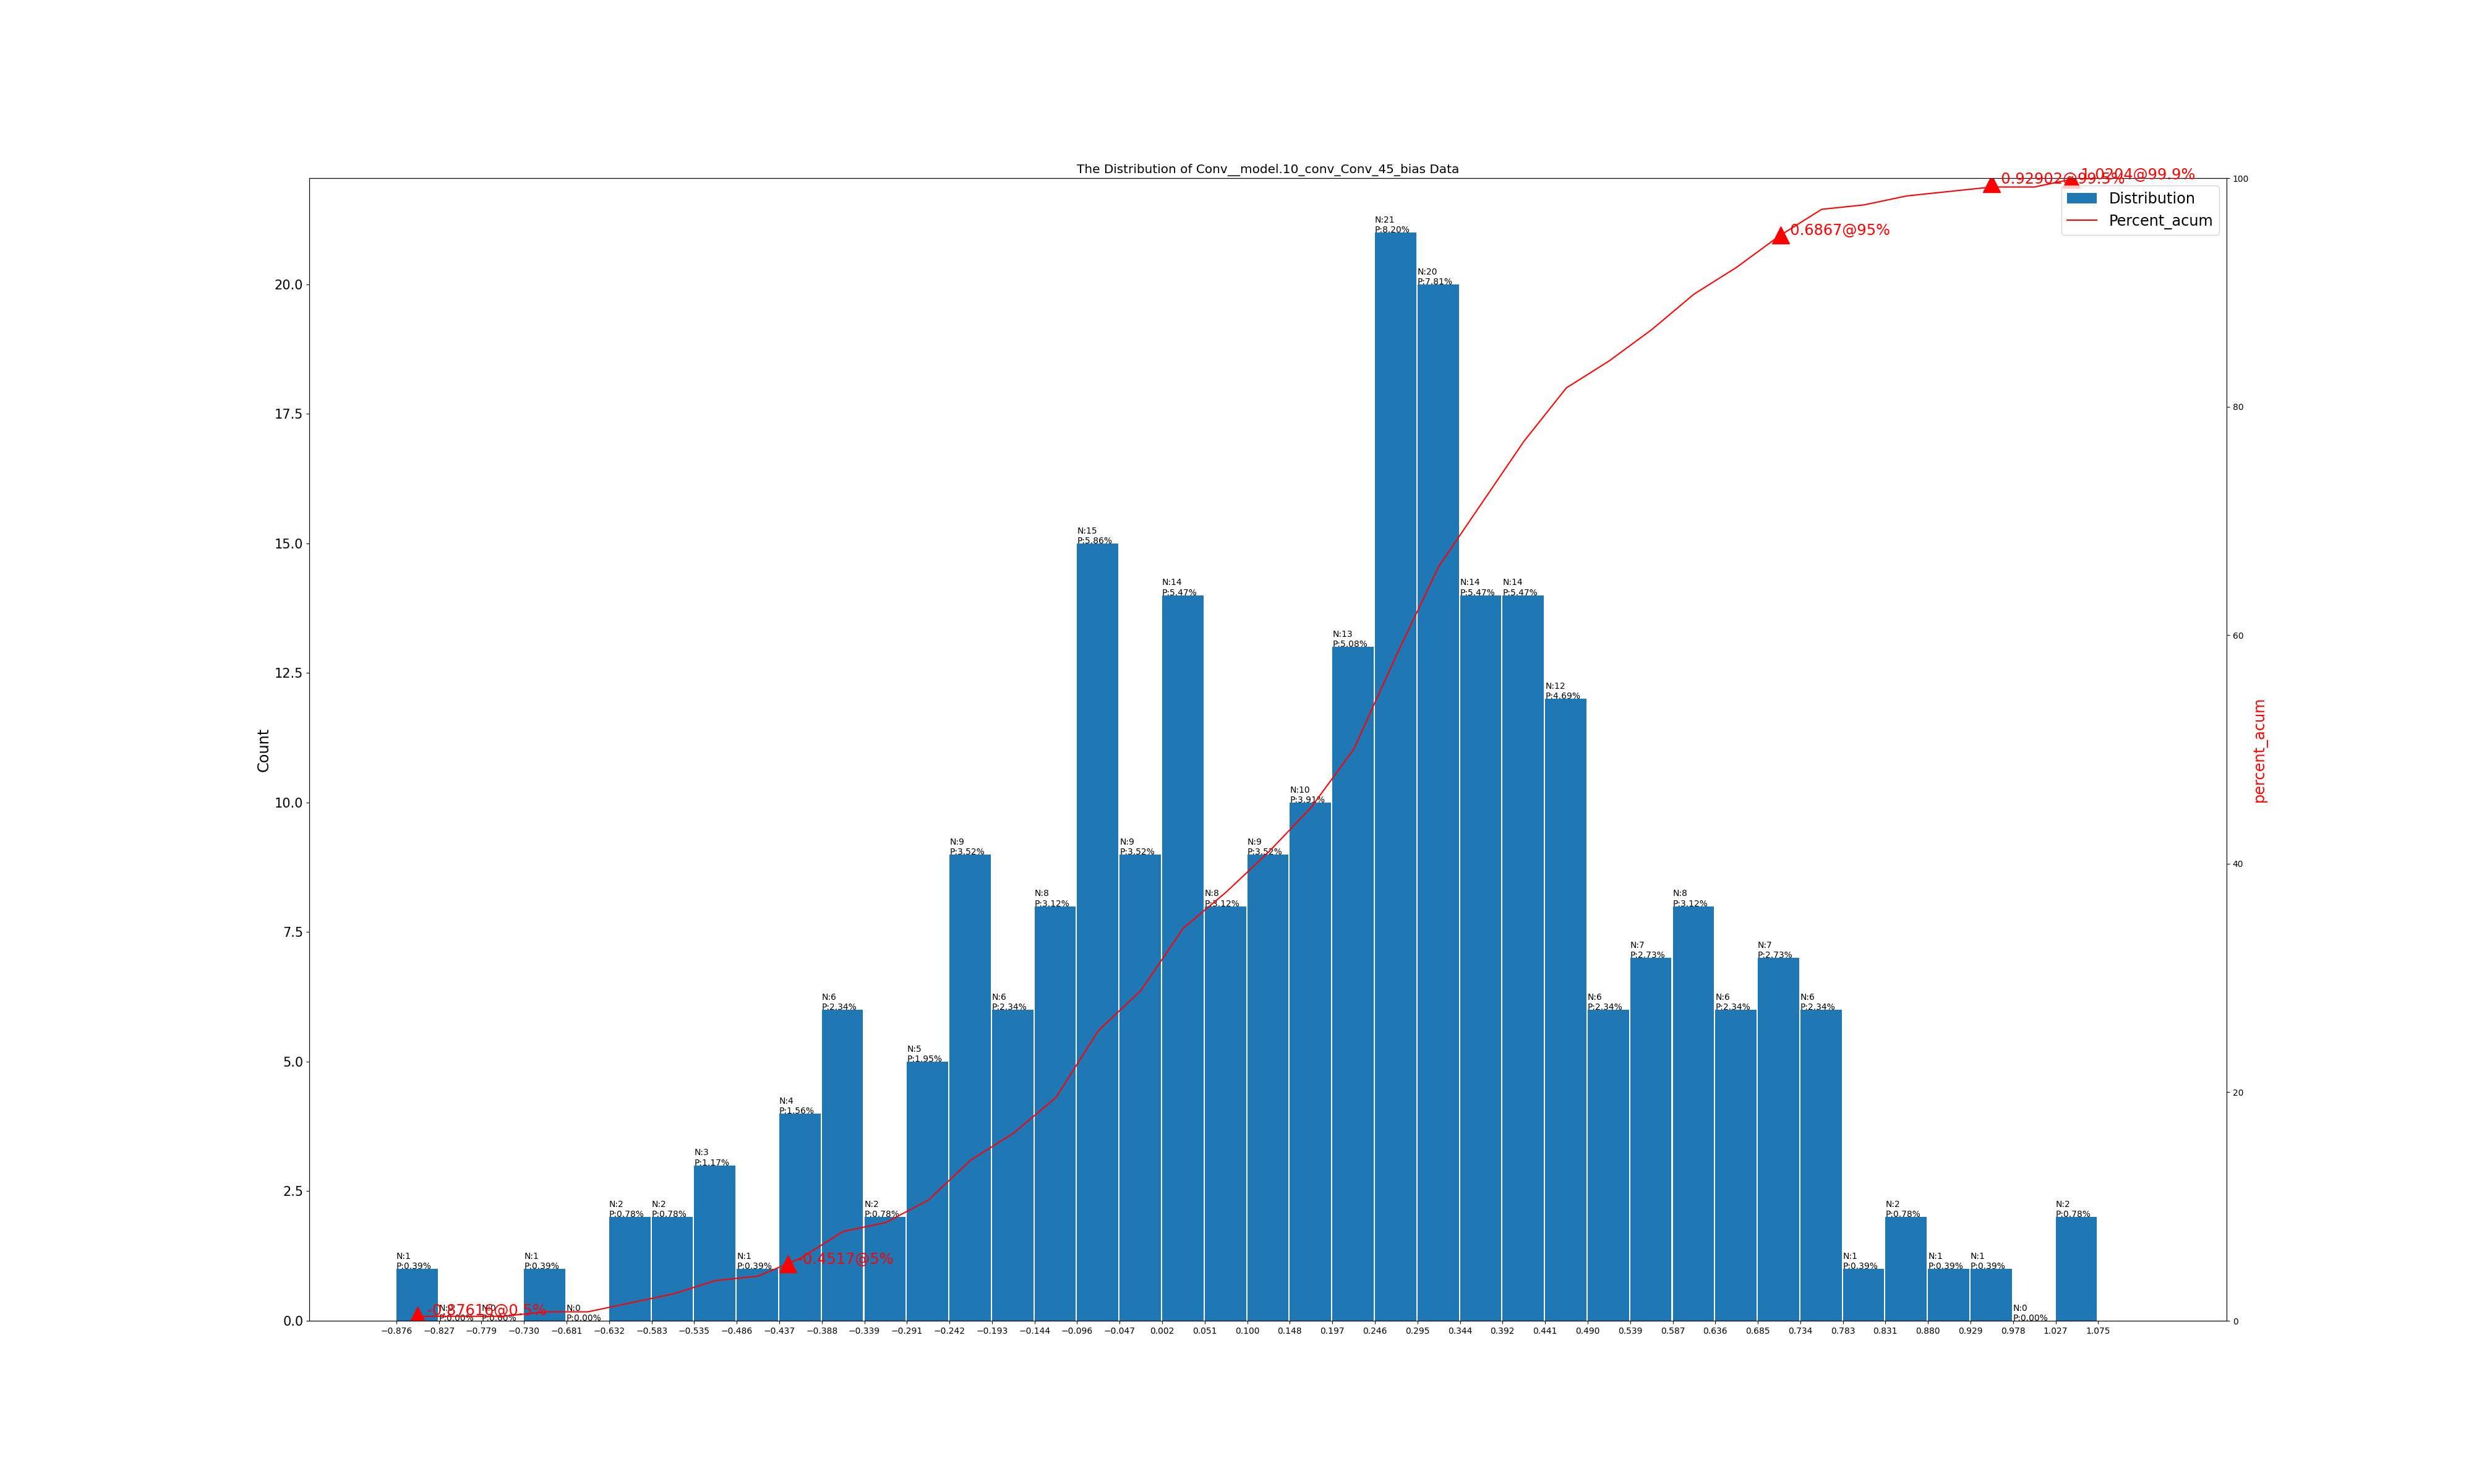 The Distribution of Conv__model.10_conv_Conv_45_bias Data
0.92902@99.5%
1.0204@99.9%
0.6867@95%
Distribution
Percent_acum
N:21
P:8.20%
N:20
P:7.81%
N:15
P:5.86%
N:14
P:5.47%
N:14
P:5.47%
N:14
P:5.47%
N:13
P:5.08%
N:12
P:4.69%
N:10
P:3.91%
N:9
P:3.52%
N:9
P:3.52%
N:9
P:3.52%
N:8
P:3.12%
N:8
P:3.12%
N:8
P:3.12%
N:7
P:2.73%
N:7
P:2.73%
N:6
P:2.34%
N:6
P:2.34%
N:6
P:2.34%
N:6
P:2.34%
N:6
P:2.34%
N:5
P:1.95%
N:4
P:1.56%
N:3
P:1.17%
N:2
P:0.78%
N:2
P:0.78%
N:2
P:0.78%
N:2
P:0.78%
N:2
P:0.78%
N:1
P:0.39%
N:1
P:0.39%
N:1
P:0.39%
N:1
P:0.39%
N:1
P:0.39%
N:1
P:0.39%
-0.4517@5%
-0.87616@0.5%
N:0
P:0.00%
N:0
P:0.00%
N:0
P:0.00%
N:0
P:0.00%
Count
20.0
17.5
15.0
12.5
10.0
7.5
5.0
2.5
0.0
percent_acum
100
80
60
40
20
0
−0.876 −0.827 −0.779 −0.730 −0.681 −0.632 −0.583 −0.535 −0.486 −0.437 −0.388 −0.339 −0.291 −0.242 −0.193 −0.144 −0.096 −0.047 0.002 0.051 0.100 0.148 0.197 0.246 0.295 0.344 0.392 0.441 0.490 0.539 0.587 0.636 0.685 0.734 0.783 0.831 0.880 0.929 0.978 1.027 1.075